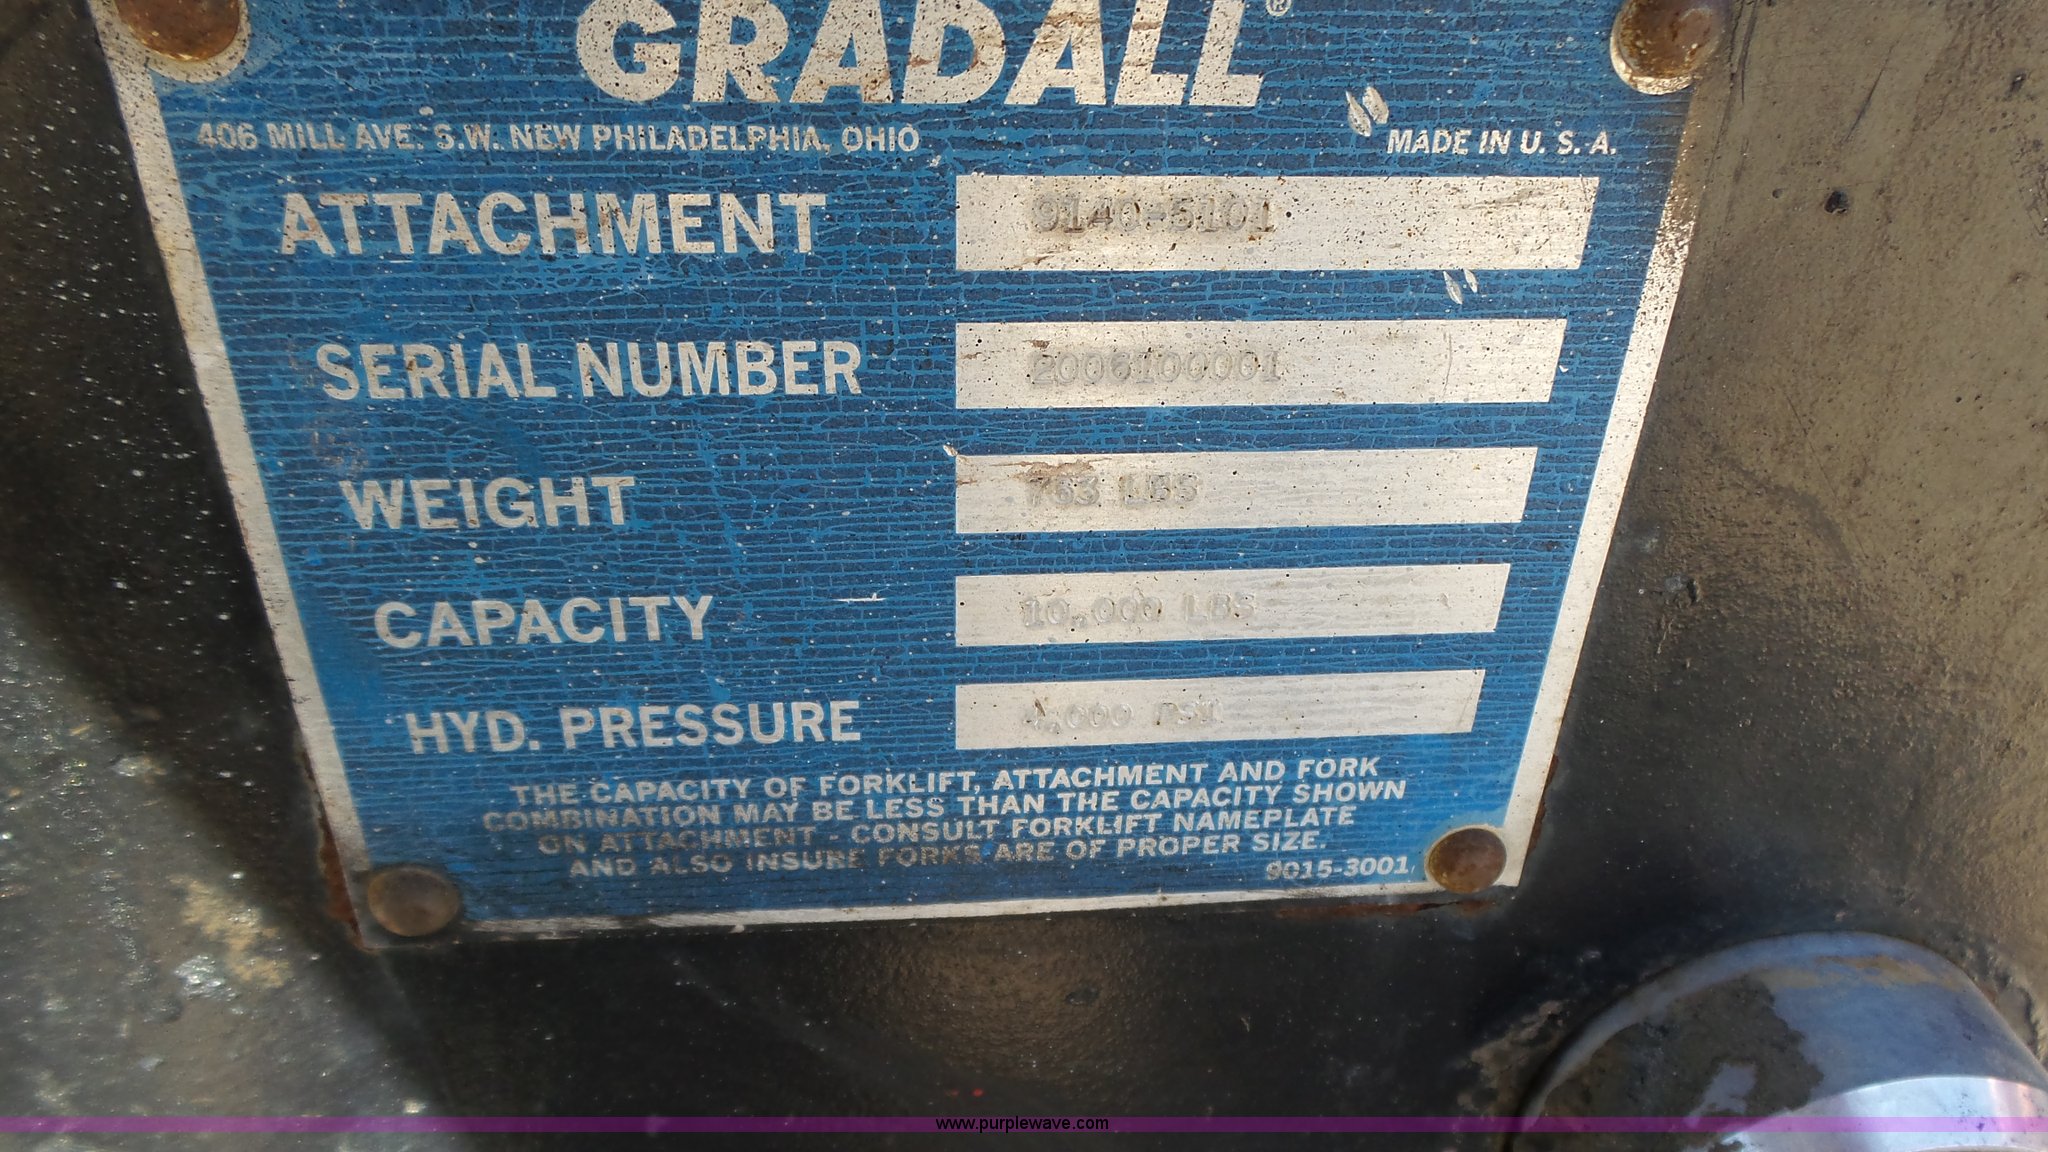 GRADALL®
406 MILL AVE. S.W. NEW PHILADELPHIA, OHIO
MADE IN U. S. A.
ATTACHMENT 9140-5101
SERIAL NUMBER 2006100001
WEIGHT 763 LBS
CAPACITY 10,000 LBS
HYD. PRESSURE 4,000 PSI
THE CAPACITY OF FORKLIFT, ATTACHMENT AND FORK
COMBINATION MAY BE LESS THAN THE CAPACITY SHOWN
ON ATTACHMENT - CONSULT FORKLIFT NAMEPLATE
AND ALSO INSURE FORKS ARE OF PROPER SIZE.
9015-3001
www.purplewave.com